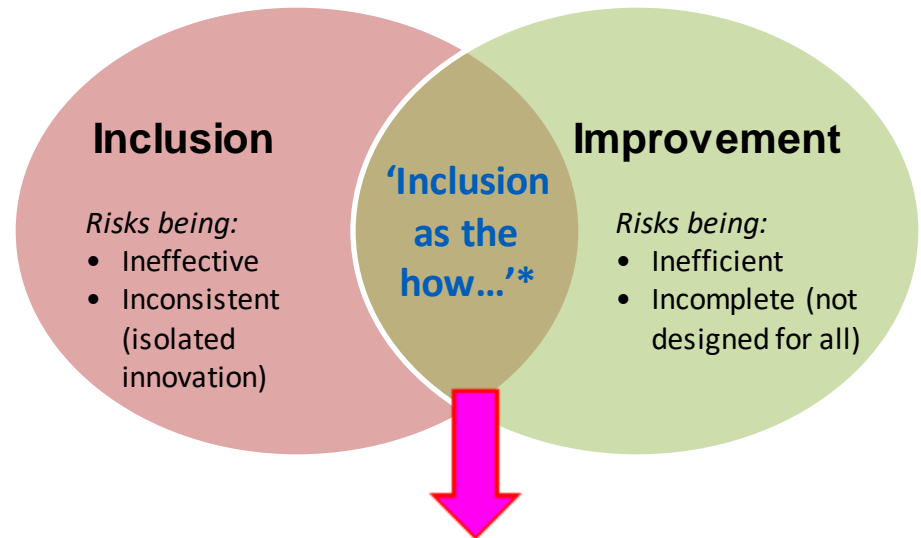 Inclusion
Risks being:
• Ineffective
• Inconsistent
(isolated
innovation)
‘Inclusion
as the
how...’*
Improvement
Risks being:
• Inefficient
• Incomplete (not
designed for all)